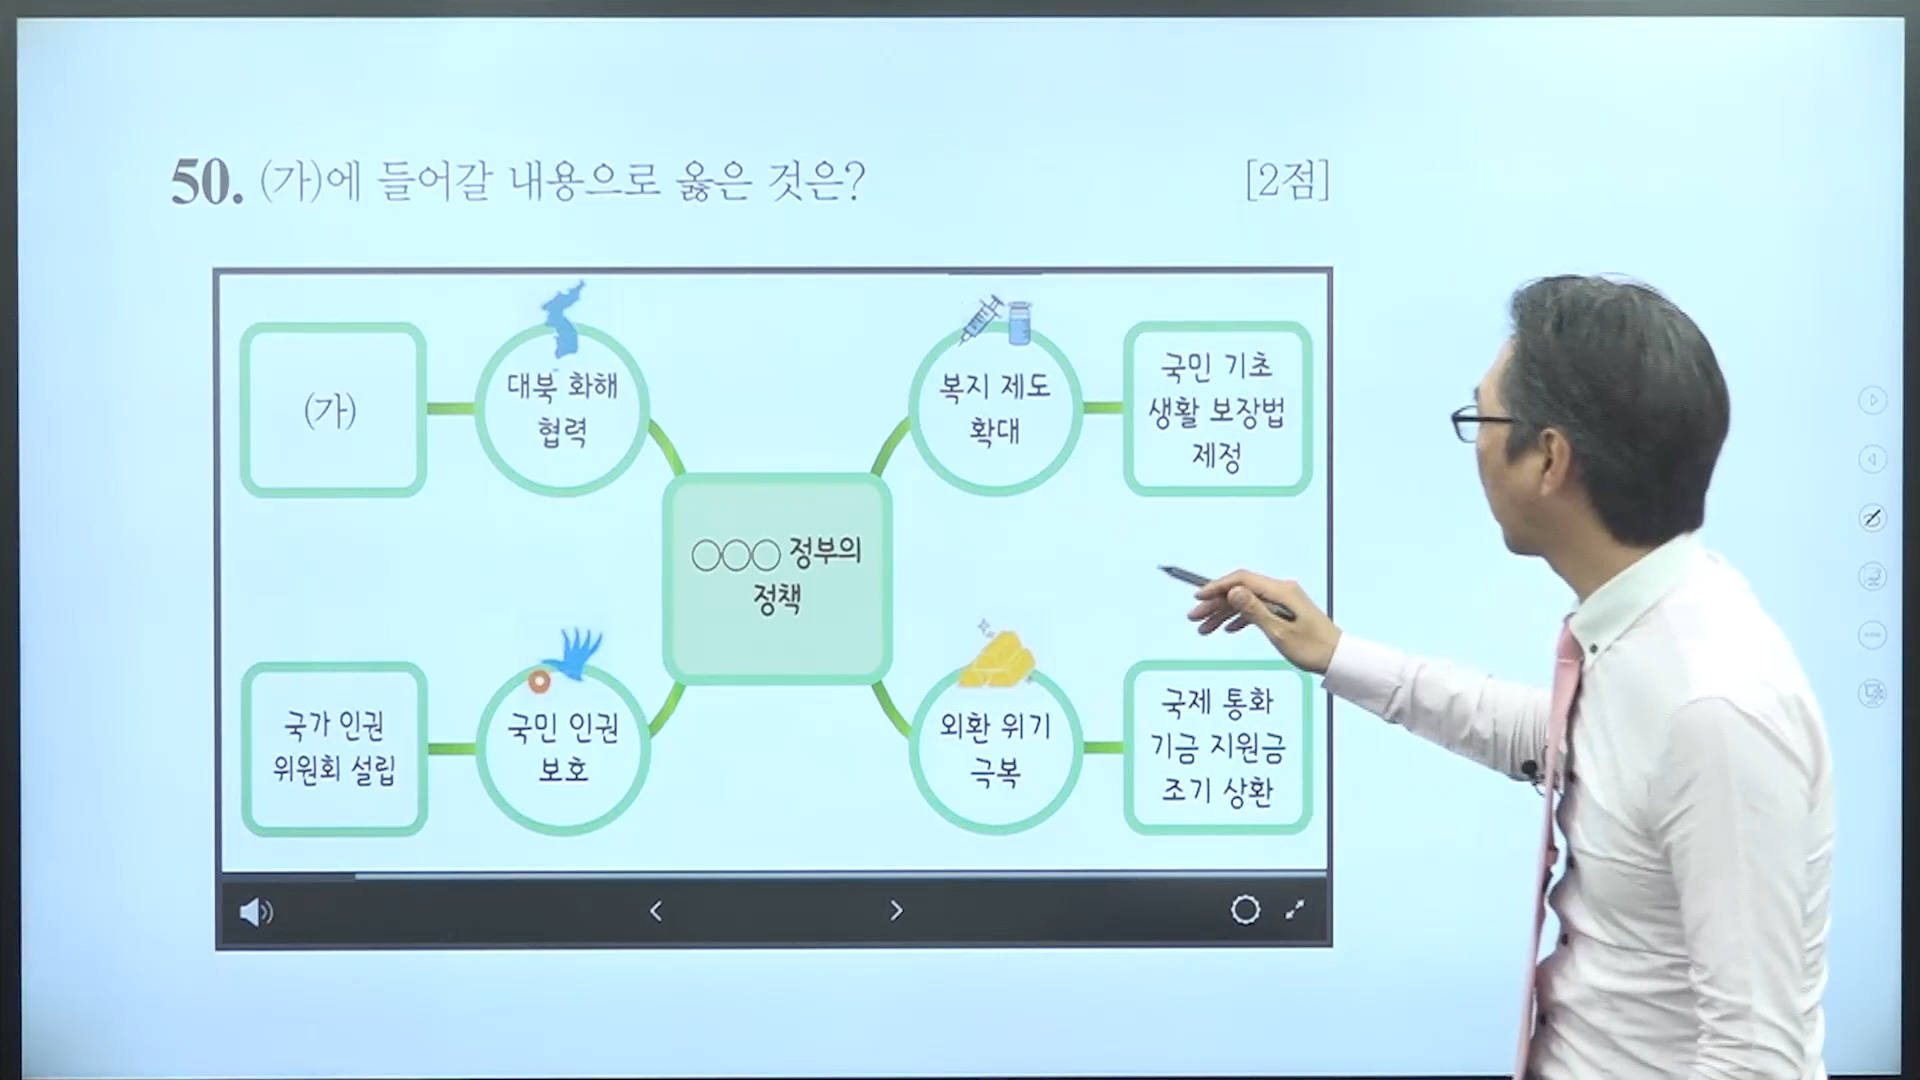 50. (가)에 들어갈 내용으로 옳은 것은? [2점]
(가)
대북 화해
협력
복지 제도
확대
국민 기초
생활 보장법
제정
○○○ 정부의
정책
국가 인권
위원회 설립
국민 인권
보호
외환 위기
극복
국제 통화
기금 지원금
조기 상환